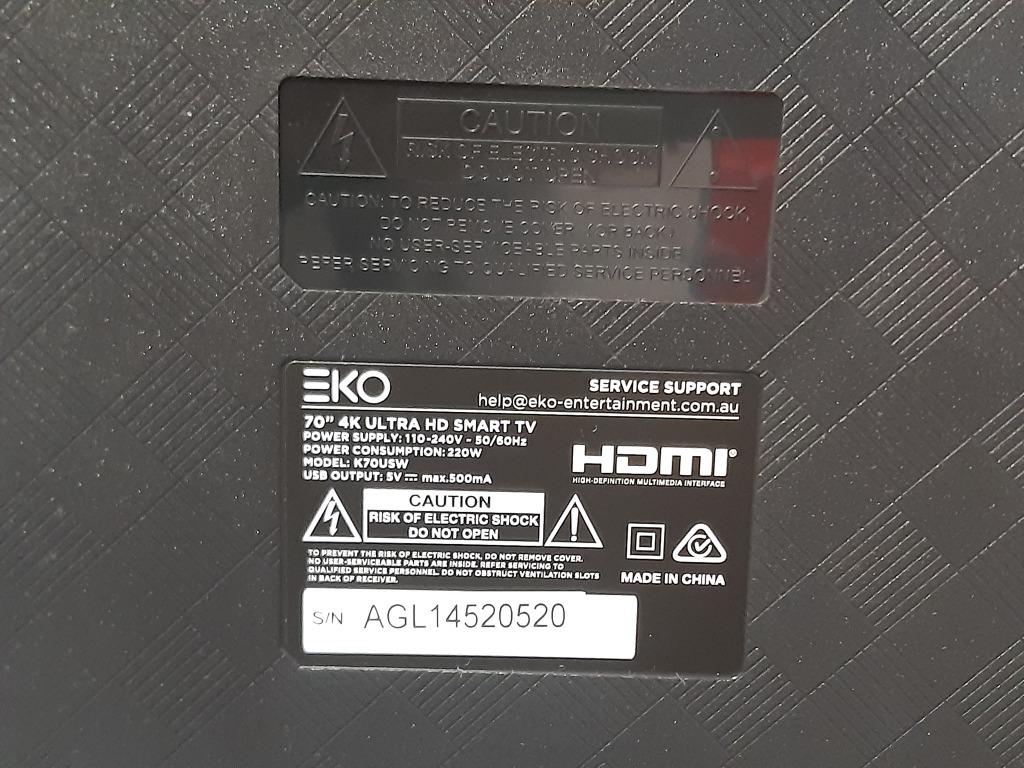 CAUTION
RISK OF ELECTRIC SHOCK
DO NOT OPEN
CAUTION: TO REDUCE THE RISK OF ELECTRIC SHOCK,
DO NOT REMOVE COVER (OR BACK)
NO USER-SERVICEABLE PARTS INSIDE
REFER SERVICING TO QUALIFIED SERVICE PERSONNEL
EKO
SERVICE SUPPORT
help@eko-entertainment.com.au
70” 4K ULTRA HD SMART TV
POWER SUPPLY: 110-240V ~ 50/60Hz
POWER CONSUMPTION: 220W
MODEL: K70USW
USB OUTPUT: 5V ⎓ max.500mA
HDMI®
HIGH-DEFINITION MULTIMEDIA INTERFACE
CAUTION
RISK OF ELECTRIC SHOCK
DO NOT OPEN
TO PREVENT THE RISK OF ELECTRIC SHOCK, DO NOT REMOVE COVER.
NO USER-SERVICEABLE PARTS ARE INSIDE. REFER SERVICING TO
QUALIFIED SERVICE PERSONNEL. DO NOT OBSTRUCT VENTILATION SLOTS
IN BACK OF RECEIVER.
MADE IN CHINA
S/N AGL14520520